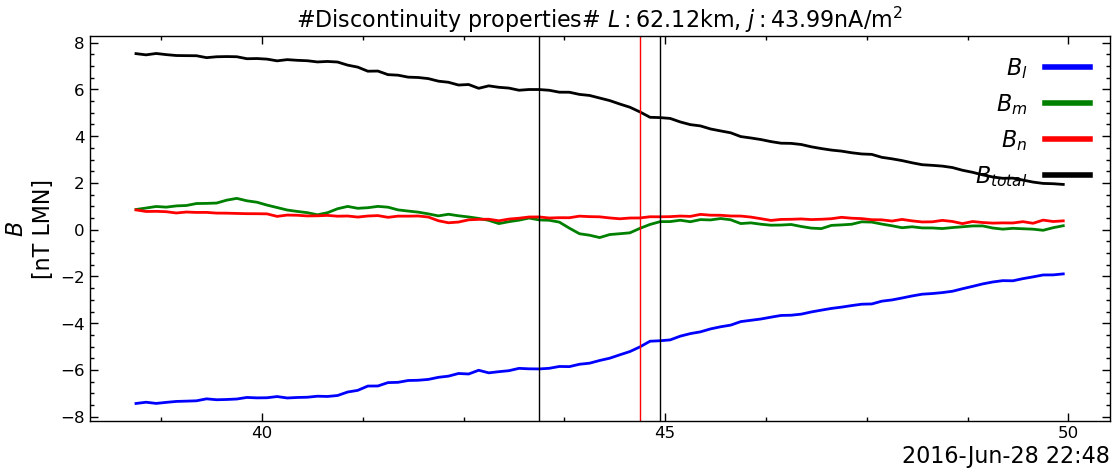 #Discontinuity properties# L : 62.12km, j : 43.99nA/m²
B
[nT LMN]
8
6
4
2
0
−2
−4
−6
−8
B_l
B_m
B_n
B_total
40
45
50
2016-Jun-28 22:48